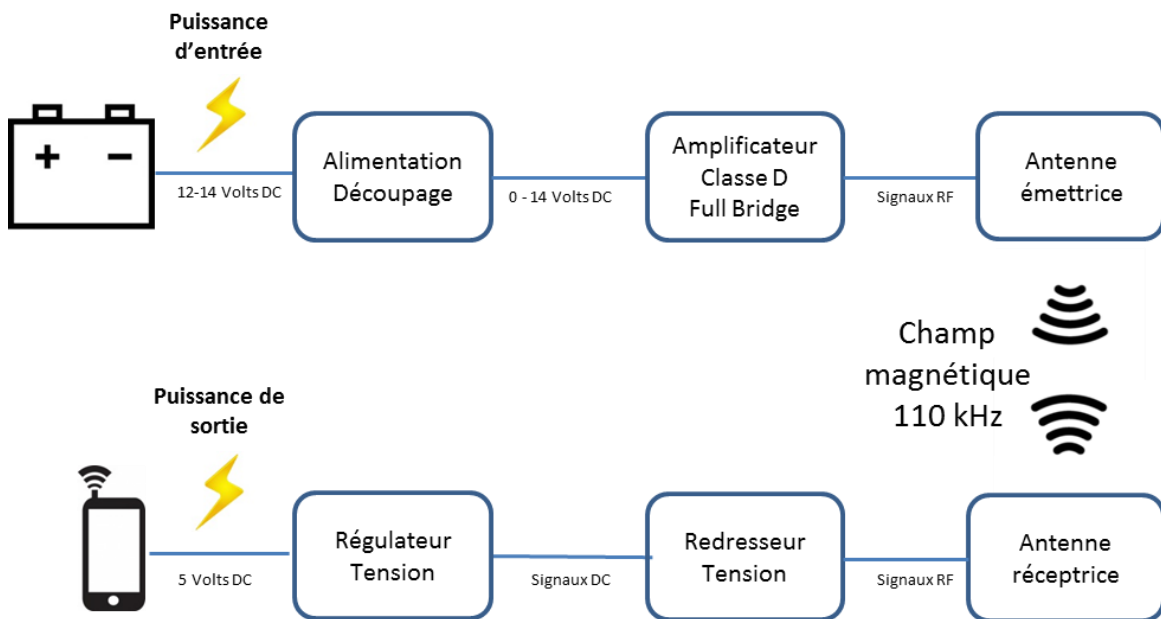 Puissance
d'entrée
+ −
12-14 Volts DC
Alimentation
Découpage
0 - 14 Volts DC
Amplificateur
Classe D
Full Bridge
Signaux RF
Antenne
émettrice
Champ
magnétique
110 kHz
Puissance de
sortie
5 Volts DC
Régulateur
Tension
Signaux DC
Redresseur
Tension
Signaux RF
Antenne
réceptrice